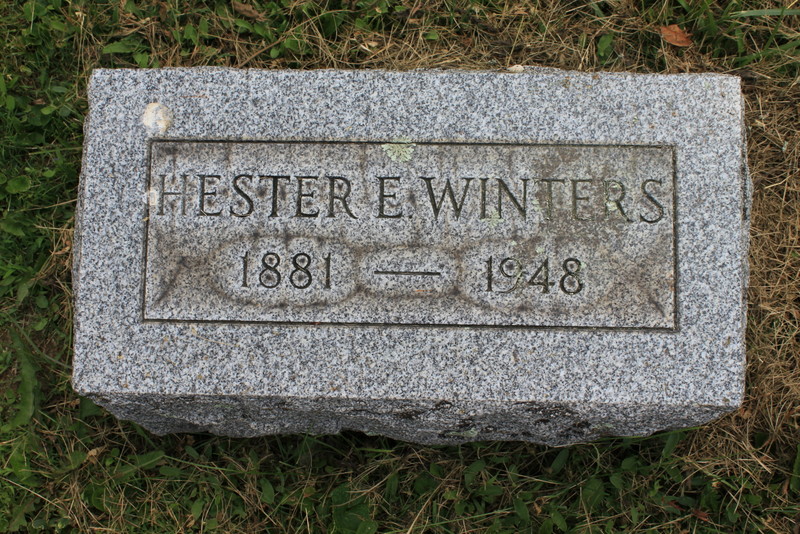 HESTER E. WINTERS
1881 — 1948